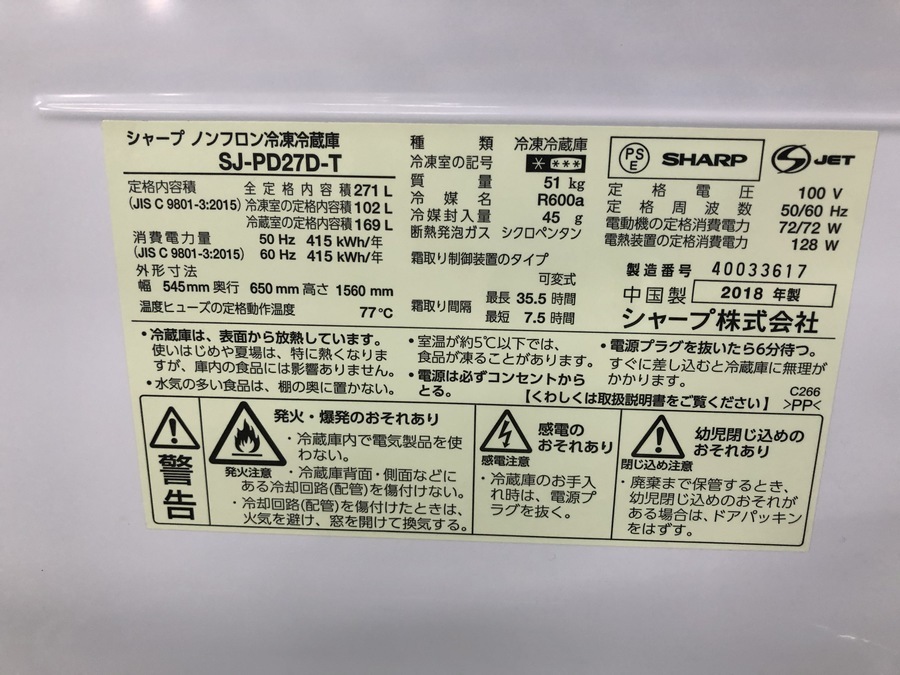 シャープ ノンフロン冷凍冷蔵庫
SJ-PD27D-T
定格内容積
(JIS C 9801-3:2015)
全定格内容積 271 L
冷凍室の定格内容積 102 L
冷蔵室の定格内容積 169 L
消費電力量
(JIS C 9801-3:2015)
50 Hz 415 kWh/年
60 Hz 415 kWh/年
外形寸法
幅 545mm 奥行 650mm 高さ 1560 mm
温度ヒューズの定格動作温度 77℃
種類 冷凍冷蔵庫
冷凍室の記号 * ***
質量 51 kg
冷媒名 R600a
冷媒封入量 45 g
断熱発泡ガス シクロペンタン
霜取り制御装置のタイプ
可変式
霜取り間隔 最長 35.5 時間
最短 7.5 時間
PS
E
SHARP
S JET
定格電圧 100 V
定格周波数 50/60 Hz
電動機の定格消費電力 72/72 W
電熱装置の定格消費電力 128 W
製造番号 40033617
中国製 2018 年製
シャープ株式会社
・冷蔵庫は、表面から放熱しています。
使いはじめや夏場は、特に熱くなりま
すが、庫内の食品には影響ありません。
・水気の多い食品は、棚の奥に置かない。
・室温が約5℃以下では、
食品が凍ることがあります。
・電源は必ずコンセントから
とる。
・電源プラグを抜いたら6分待つ。
すぐに差し込むと冷蔵庫に無理が
かかります。
【くわしくは取扱説明書をご覧ください】
C266
>PP<
警告
発火・爆発のおそれあり
発火注意
・冷蔵庫内で電気製品を使
わない。
・冷蔵庫背面・側面などに
ある冷却回路(配管)を傷付けない。
・冷却回路(配管)を傷付けたときは、
火気を避け、窓を開けて換気する。
感電の
おそれあり
感電注意
・冷蔵庫のお手入
れ時は、電源プ
ラグを抜く。
幼児閉じ込めの
おそれあり
閉じ込め注意
・廃棄まで保管するとき、
幼児閉じ込めのおそれが
ある場合は、ドアパッキン
をはずす。